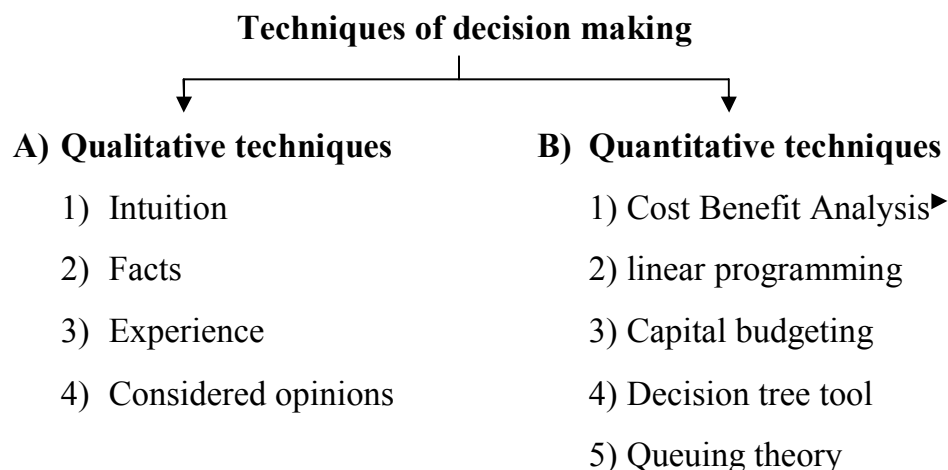 Techniques of decision making
A) Qualitative techniques
1) Intuition
2) Facts
3) Experience
4) Considered opinions
B) Quantitative techniques
1) Cost Benefit Analysis
2) linear programming
3) Capital budgeting
4) Decision tree tool
5) Queuing theory